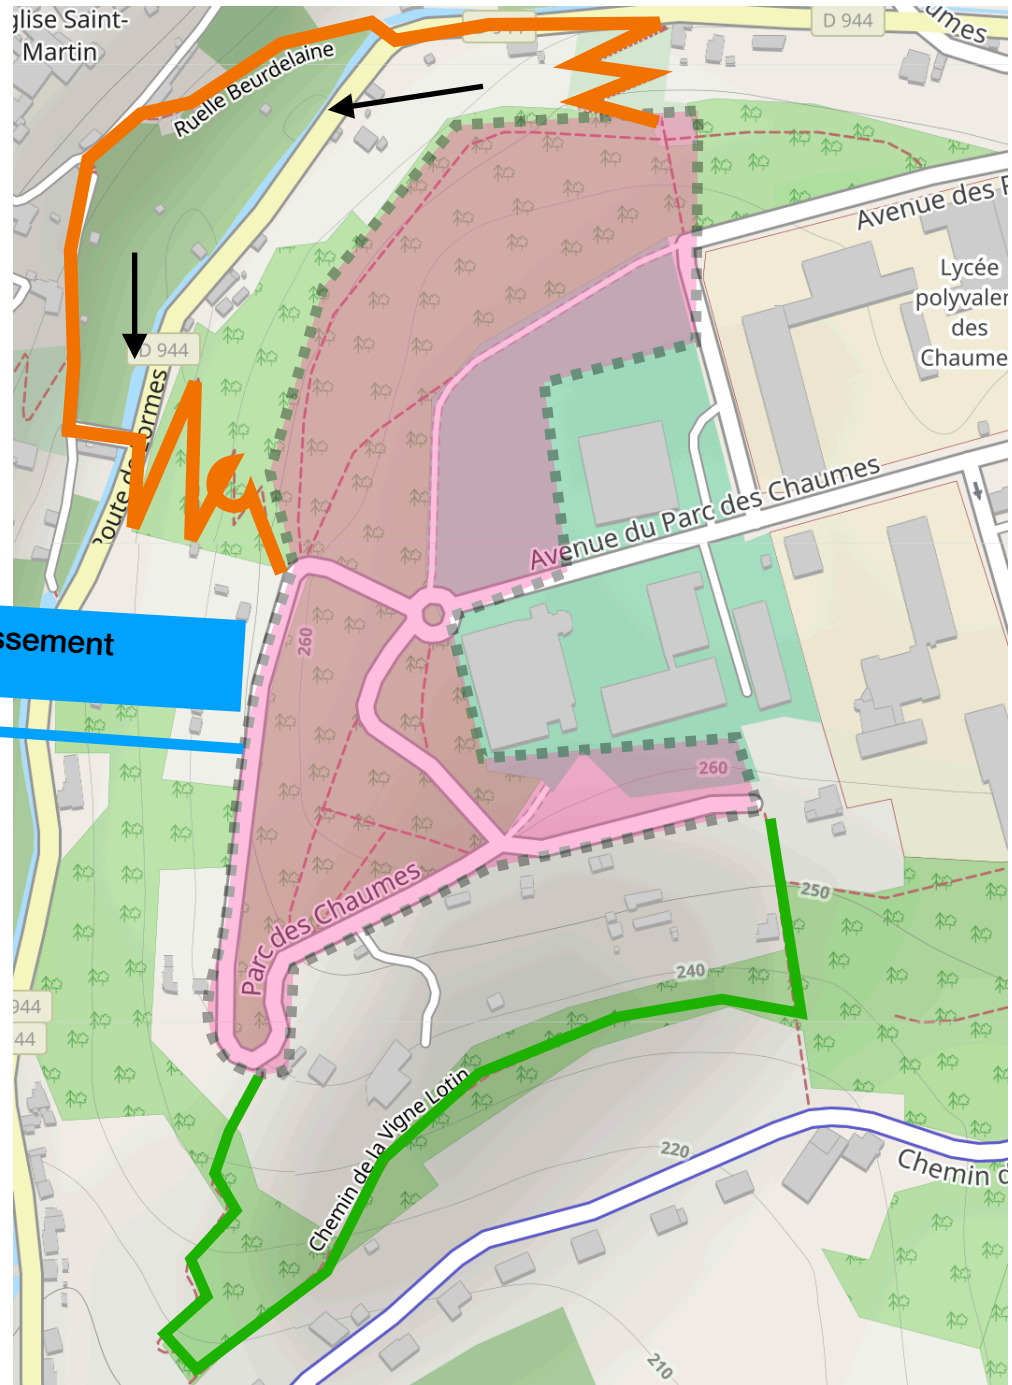 glise Saint-
Martin
D 944
Ruelle Beurdelaine
Avenue des
Lycée
polyvale
des
Chaume
D 944
Avenue du Parc des Chaumes
260
ssement
260
Parc des Chaumes
250
240
944
44
Chemin de la Vigne Lotin
220
Chemin d
210